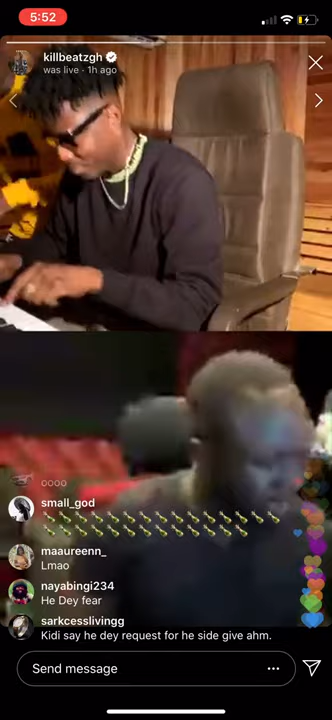 5:52
killbeatzgh
was live · 1h ago
oooo
small_god
maaureenn_
Lmao
nayabingi234
He Dey fear
sarkcesslivingg
Kidi say he dey request for he side give ahm.
Send message